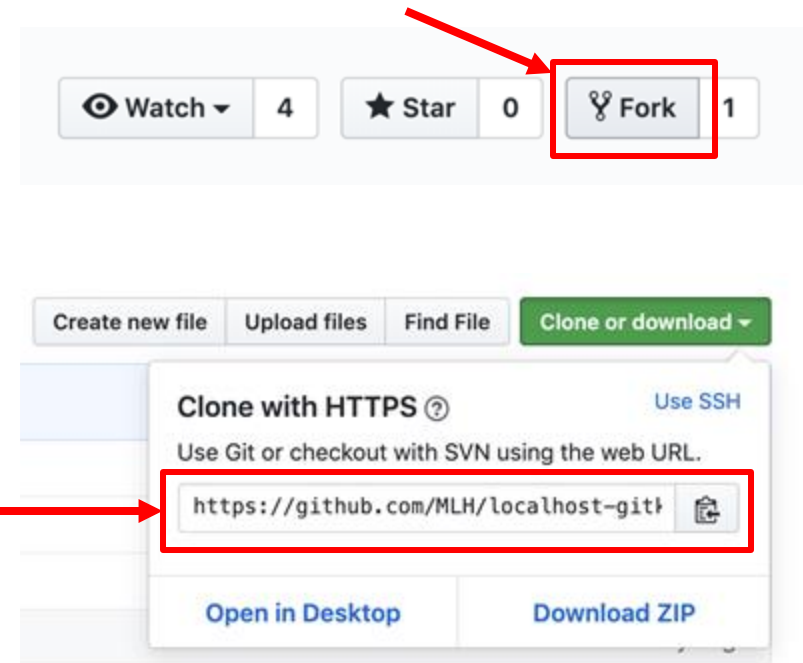 Watch 4 Star 0 Fork 1
Create new file Upload files Find File Clone or download
Clone with HTTPS ? Use SSH
Use Git or checkout with SVN using the web URL.
https://github.com/MLH/localhost-git
Open in Desktop Download ZIP